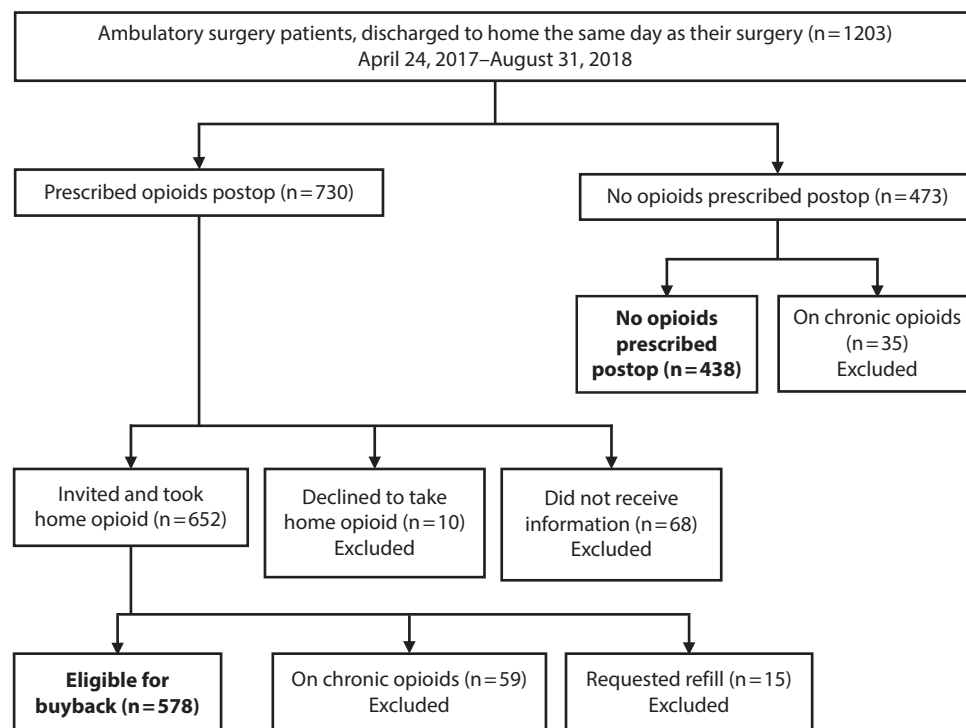 Ambulatory surgery patients, discharged to home the same day as their surgery (n=1203)
April 24, 2017–August 31, 2018
Prescribed opioids postop (n=730)
No opioids prescribed postop (n=473)
No opioids
prescribed
postop (n=438)
On chronic opioids
(n=35)
Excluded
Invited and took
home opioid (n=652)
Declined to take
home opioid (n=10)
Excluded
Did not receive
information (n=68)
Excluded
Eligible for
buyback (n=578)
On chronic opioids (n=59)
Excluded
Requested refill (n=15)
Excluded